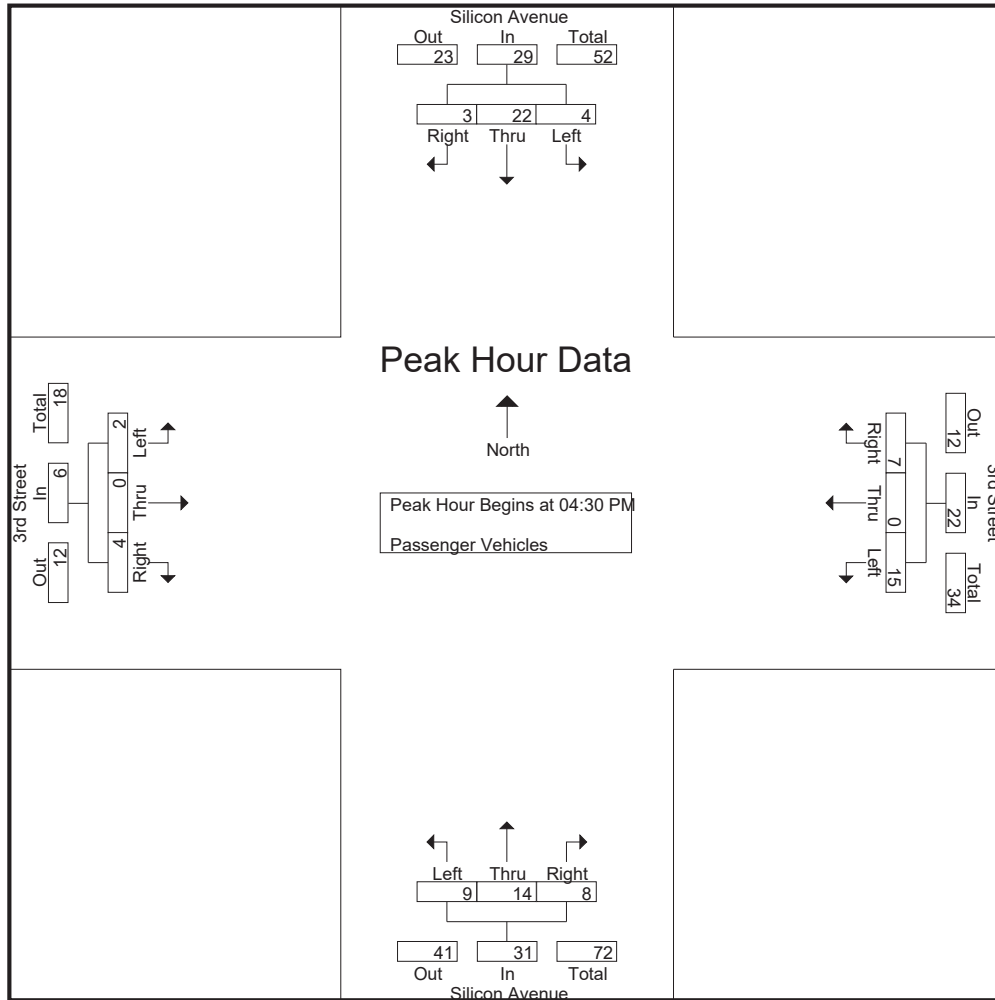 Silicon Avenue
Out In Total
23 29 52
3 22 4
Right Thru Left
Peak Hour Data
North
Peak Hour Begins at 04:30 PM
Passenger Vehicles
3rd Street
Total In Out
18 6 12
2 0 4
Left Thru Right
Right Thru Left
7 0 15
Out In Total
12 22 34
3rd Street
Left Thru Right
9 14 8
41 31 72
Out In Total
Silicon Avenue